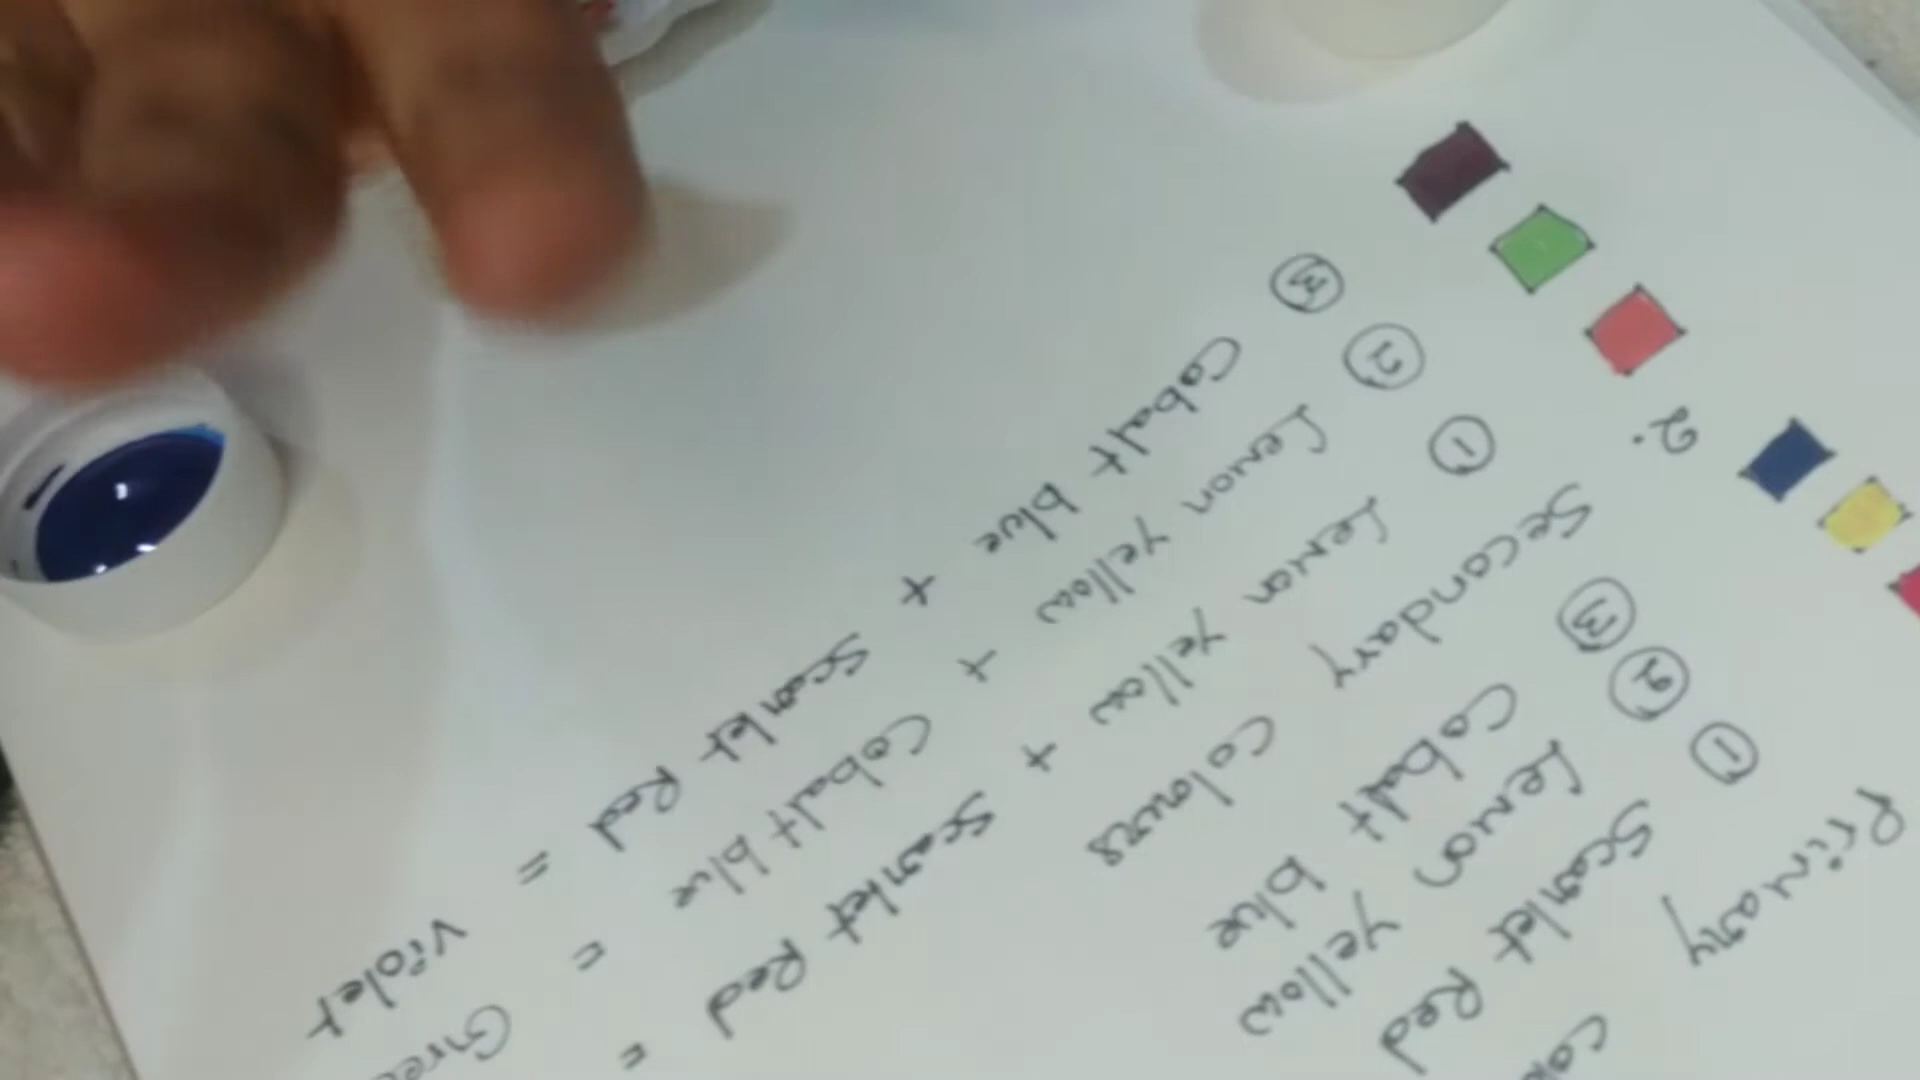 Primary
① Scarlet Red
② Lemon yellow
③ Cobalt blue
2. Secondary colours
① Lemon yellow + Scarlet Red =
② Lemon yellow + Cobalt blue =
③ Cobalt blue + Scarlet Red = Violet